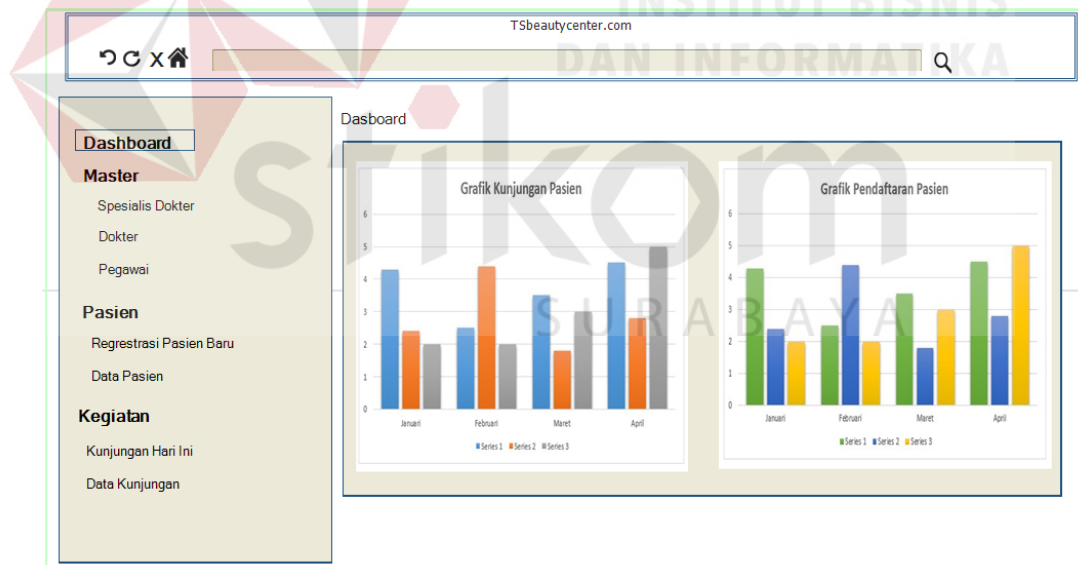 INSTITUT BISNIS
DAN INFORMATIKA
stikom
SURABAYA
TSbeautycenter.com
X
Dashboard
Master
Spesialis Dokter
Dokter
Pegawai
Pasien
Regrestrasi Pasien Baru
Data Pasien
Kegiatan
Kunjungan Hari Ini
Data Kunjungan
Dasboard
Grafik Kunjungan Pasien
6
5
4
3
2
1
0
Januari Februari Maret April
Series 1 Series 2 Series 3
Grafik Pendaftaran Pasien
6
5
4
3
2
1
0
Januari Februari Maret April
Series 1 Series 2 Series 3